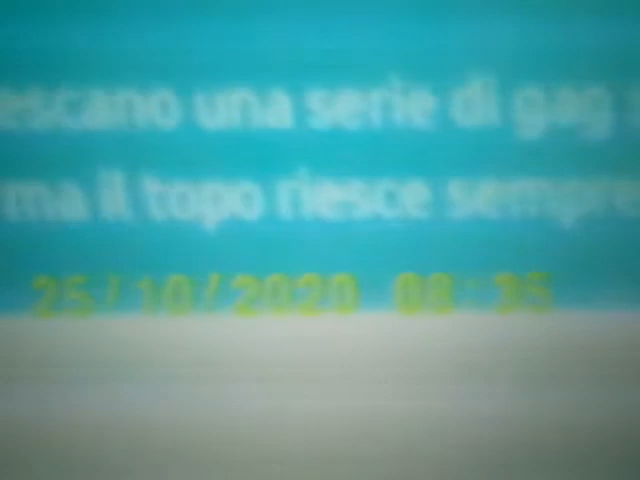 escano una serie di gag
ma il topo riesce sempre
25/10/2020 08:35